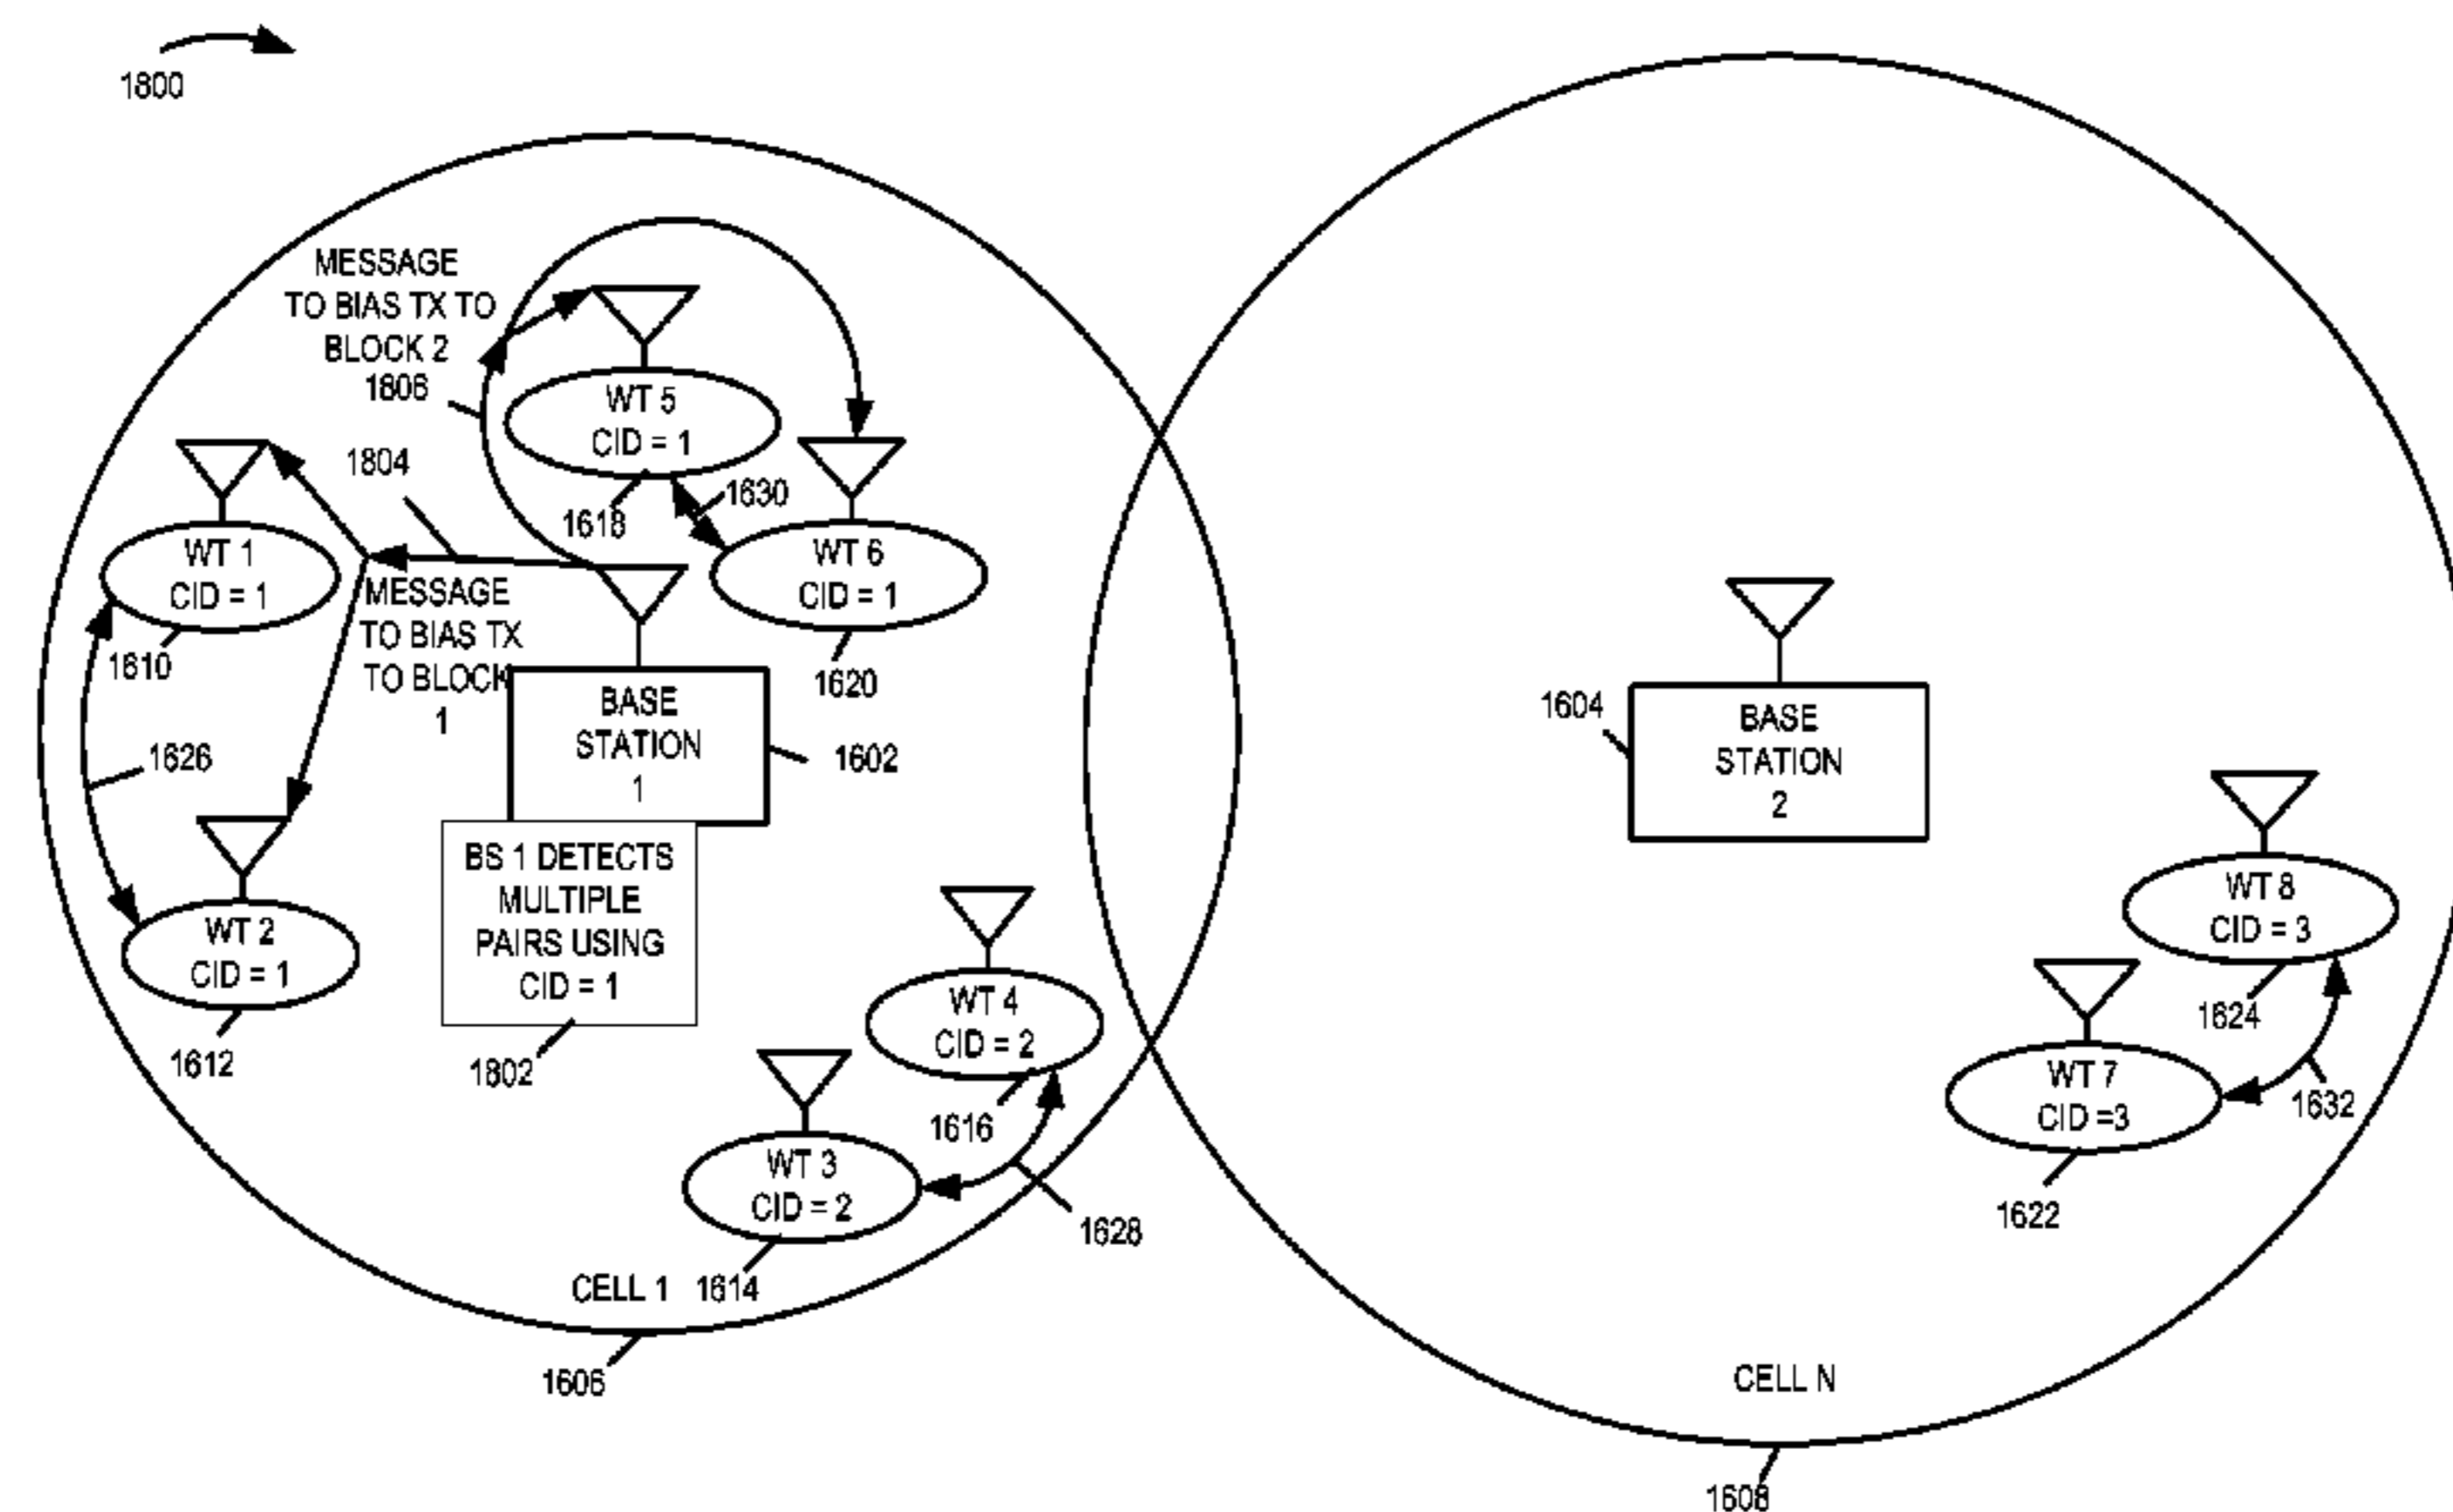 1800
MESSAGE
TO BIAS TX TO
BLOCK 2
1806
WT 5
CID = 1
1804
1630
1618
WT 1
CID = 1
WT 6
CID = 1
MESSAGE
TO BIAS TX
TO BLOCK
1
1610
1620
BASE
STATION
1
1602
1626
1604
BASE
STATION
2
BS 1 DETECTS
MULTIPLE
PAIRS USING
CID = 1
1802
WT 2
CID = 1
1612
WT 8
CID = 3
1624
WT 4
CID = 2
1616
WT 7
CID =3
1632
1622
WT 3
CID = 2
1628
CELL 1
1614
1606
CELL N
1608